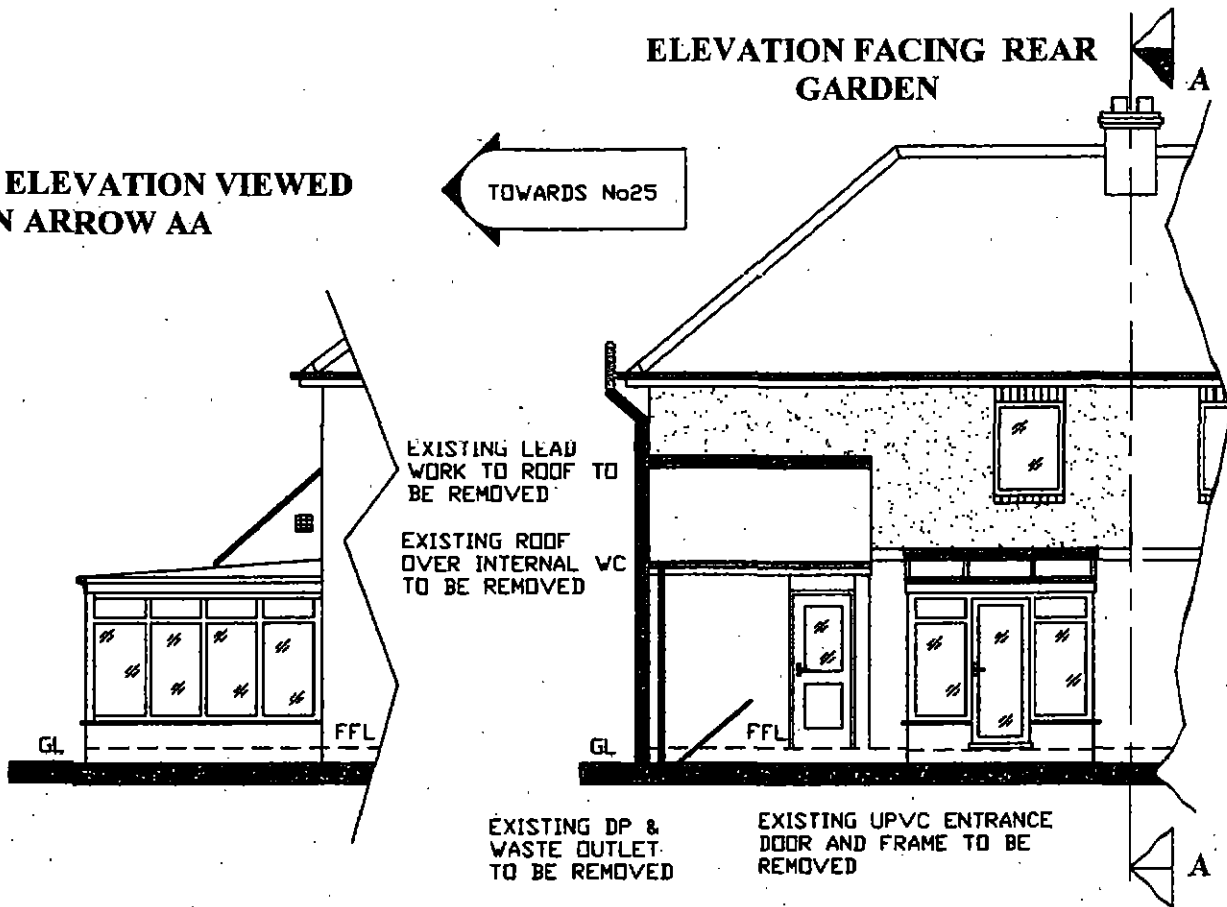 ELEVATION FACING REAR
GARDEN
A
ELEVATION VIEWED
N ARROW AA
TOWARDS No25
EXISTING LEAD
WORK TO ROOF TO
BE REMOVED
EXISTING ROOF
OVER INTERNAL WC
TO BE REMOVED
GL
FFL
GL
FFL
EXISTING DP &
WASTE OUTLET
TO BE REMOVED
EXISTING UPVC ENTRANCE
DOOR AND FRAME TO BE
REMOVED
A